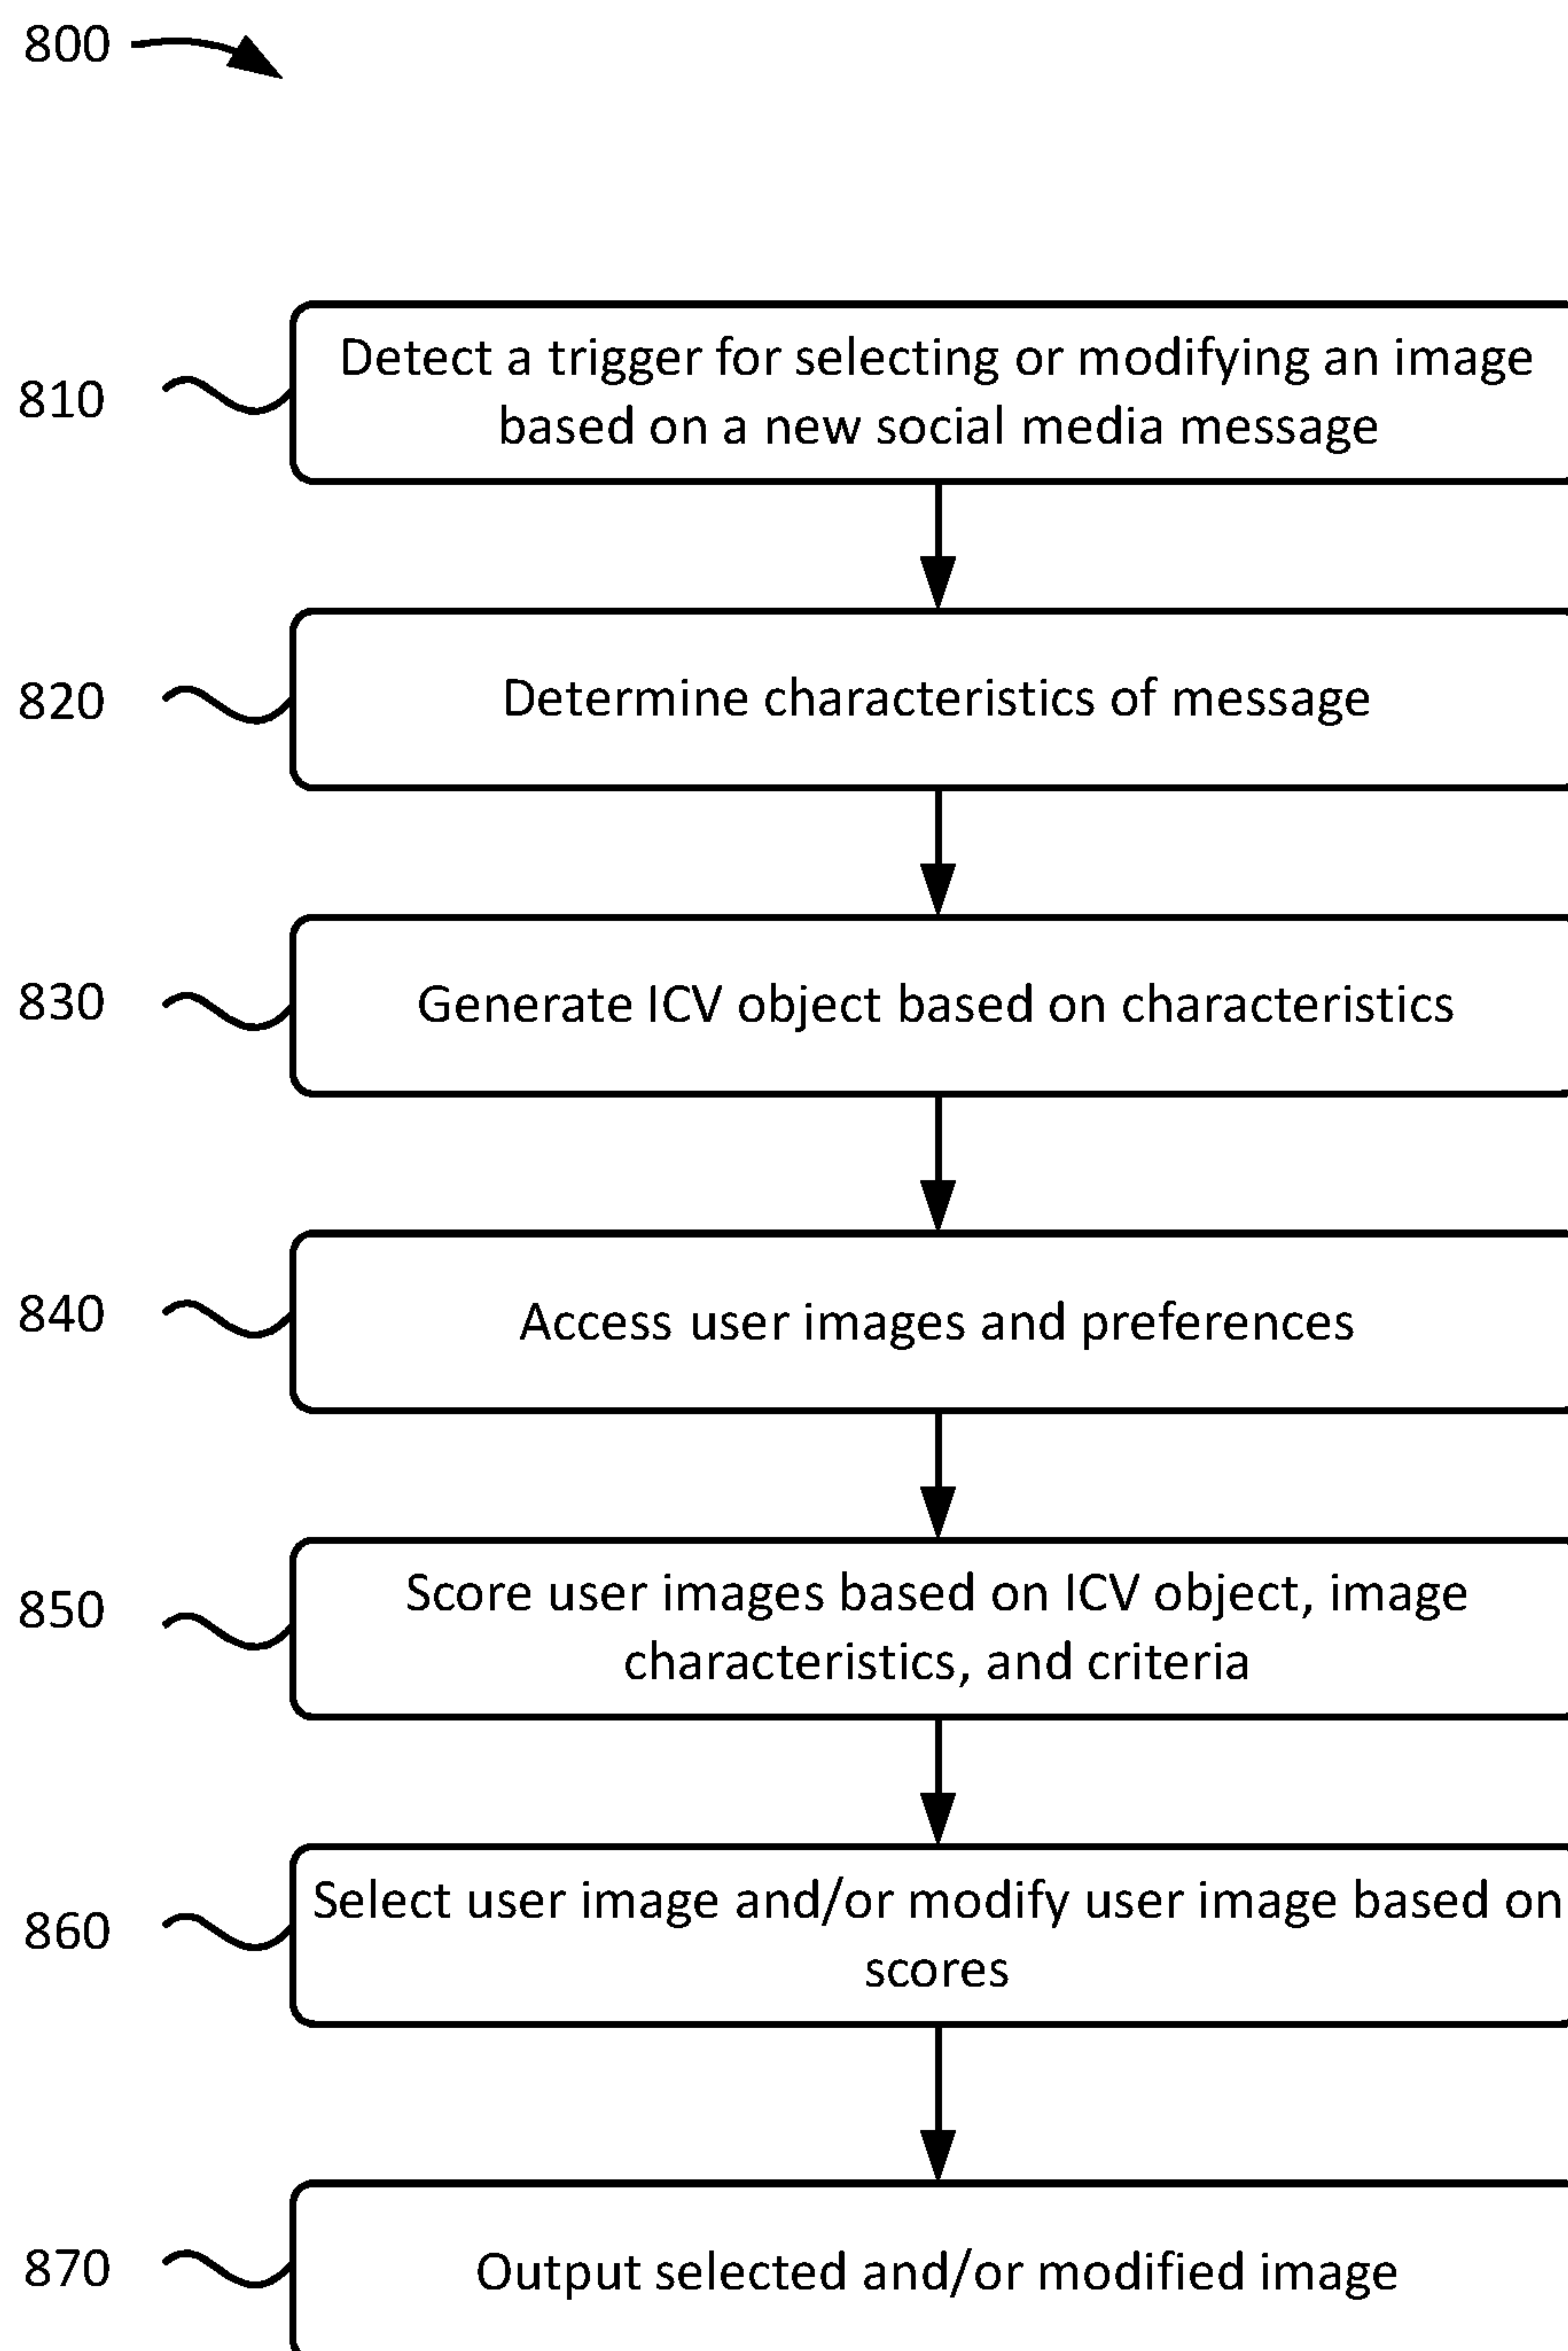 800
810
Detect a trigger for selecting or modifying an image
based on a new social media message
820
Determine characteristics of message
830
Generate ICV object based on characteristics
840
Access user images and preferences
850
Score user images based on ICV object, image
characteristics, and criteria
860
Select user image and/or modify user image based on
scores
870
Output selected and/or modified image